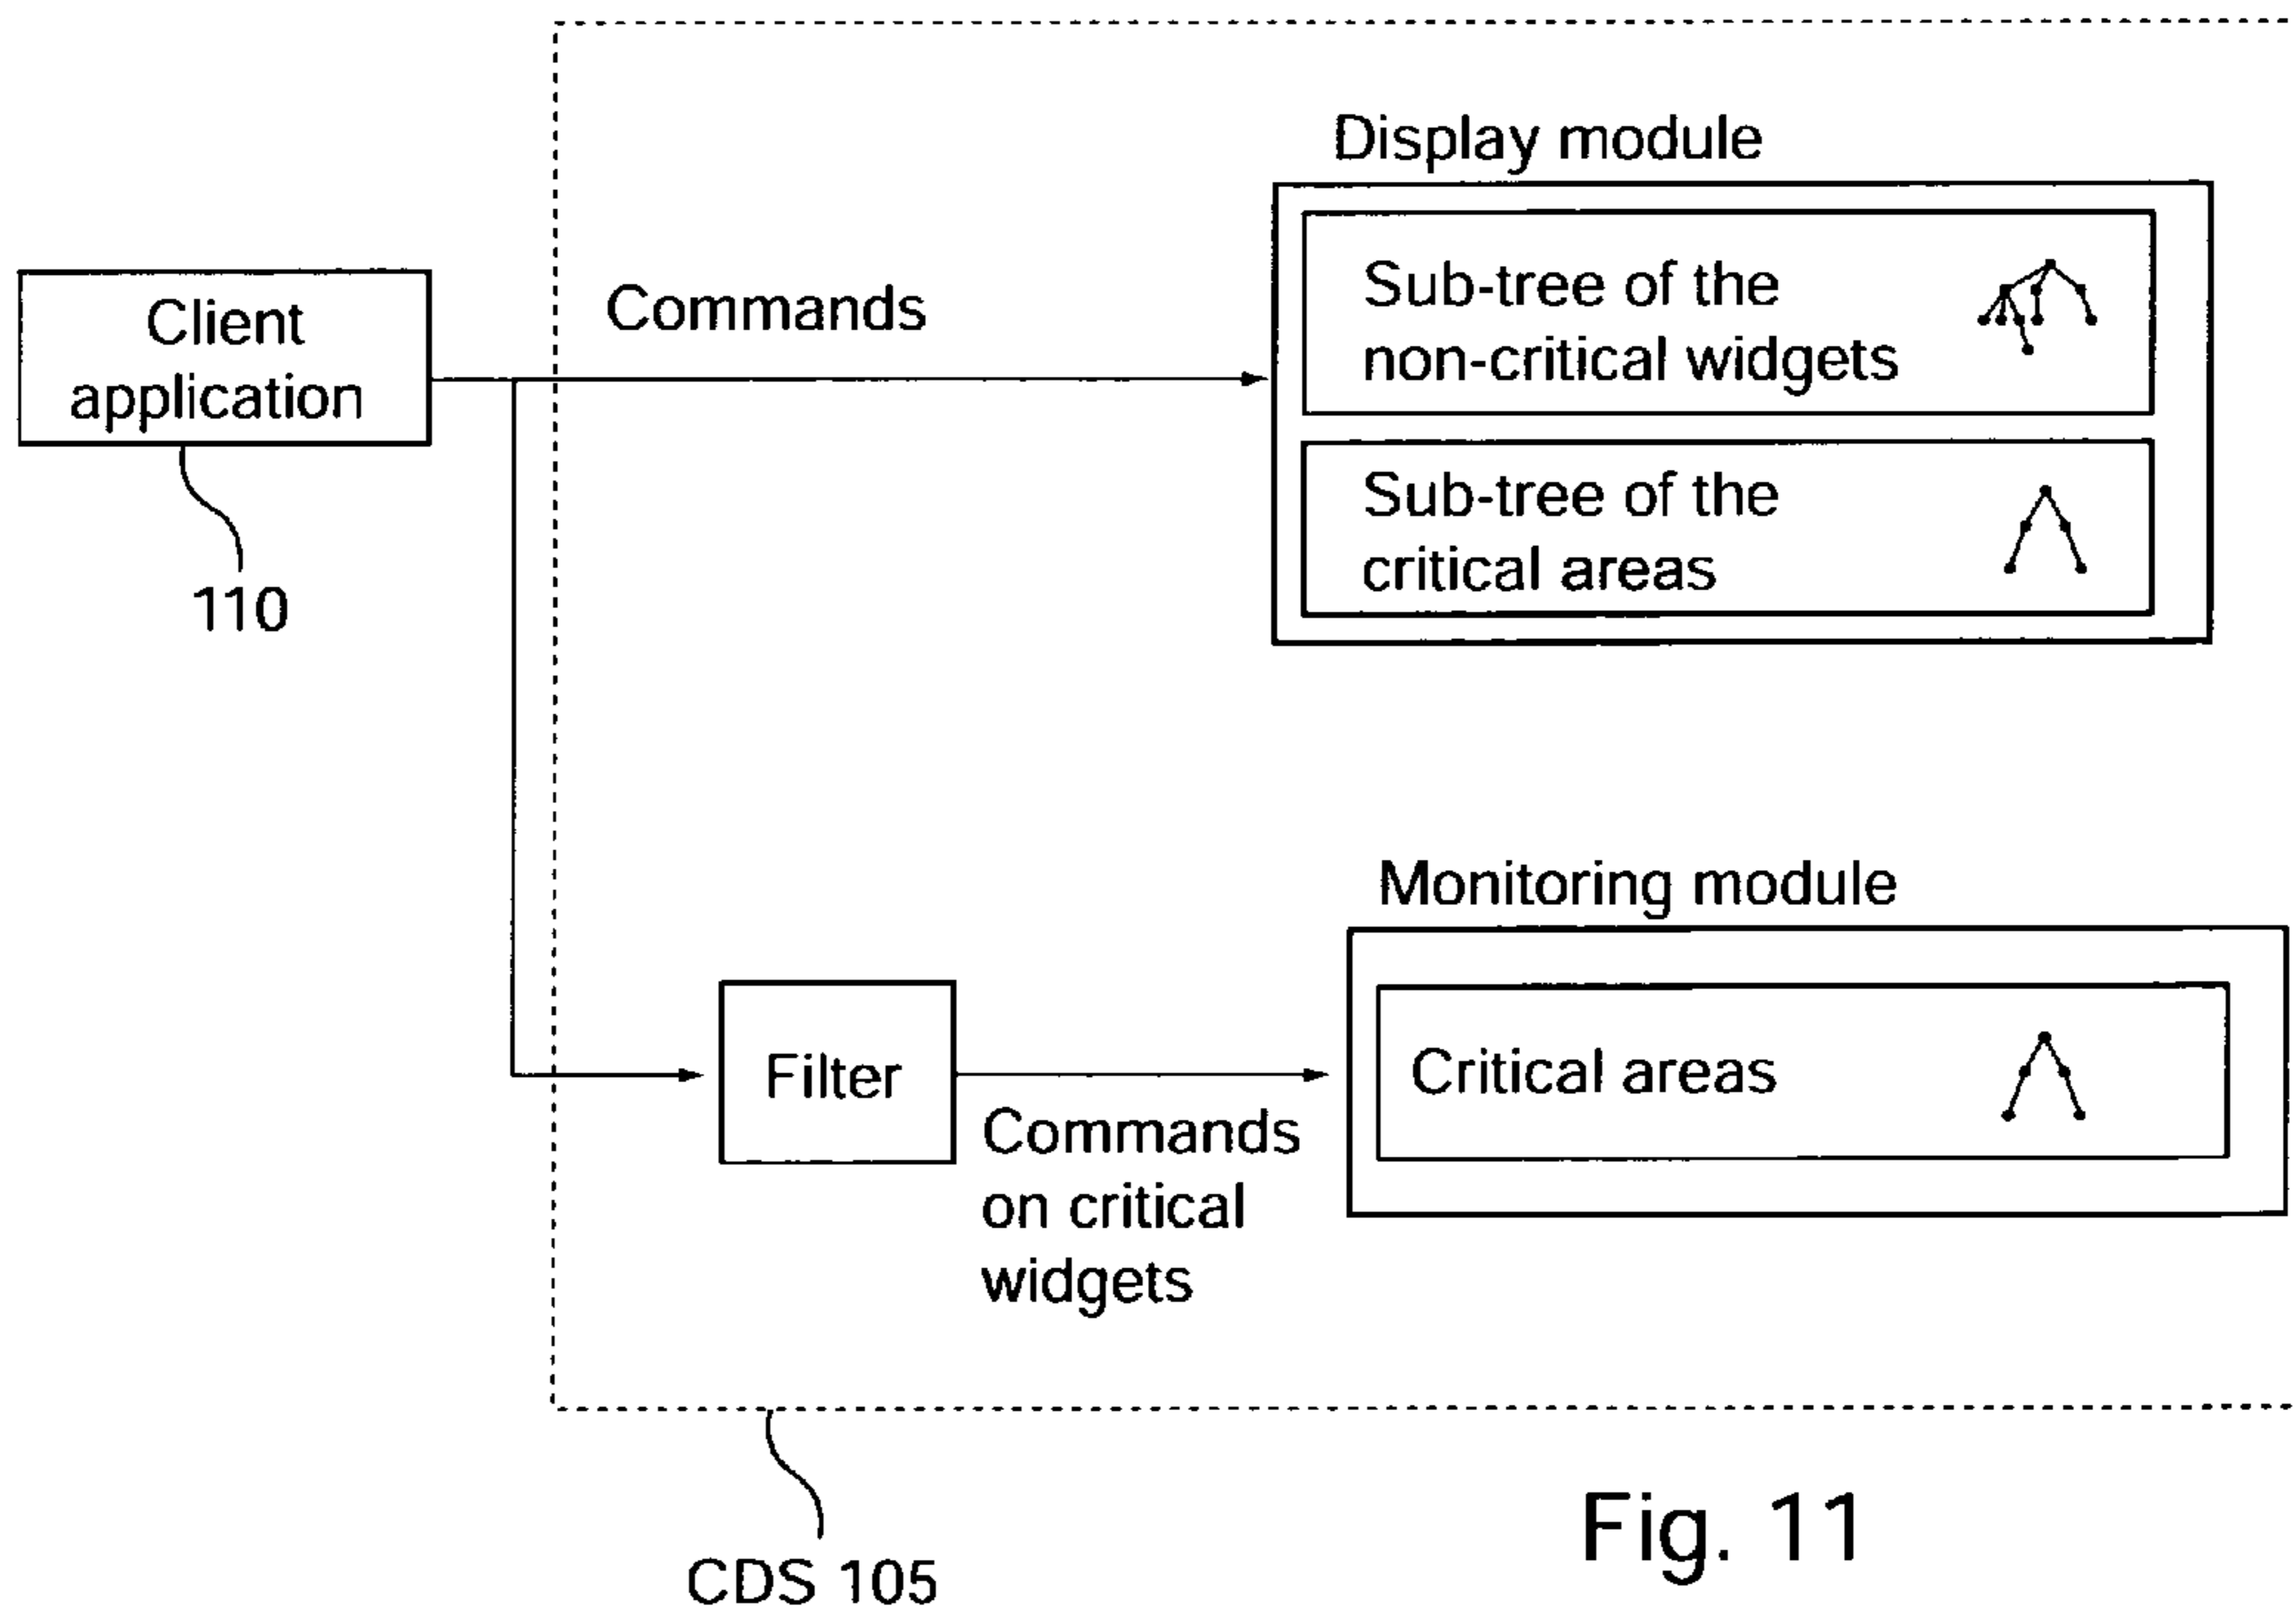 Display module
Sub-tree of the
non-critical widgets
Client
application
Commands
Sub-tree of the
critical areas
110
Monitoring module
Filter
Critical areas
Commands
on critical
widgets
CDS 105
Fig. 11